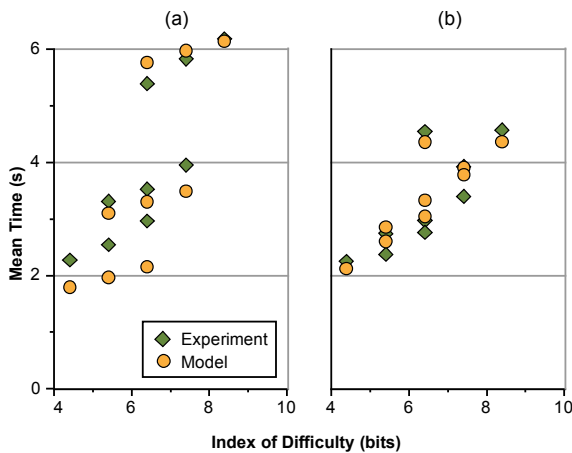 (a) (b)
6
4
2
0
Mean Time (s)
Experiment
Model
4 6 8 10 4 6 8 10
Index of Difficulty (bits)